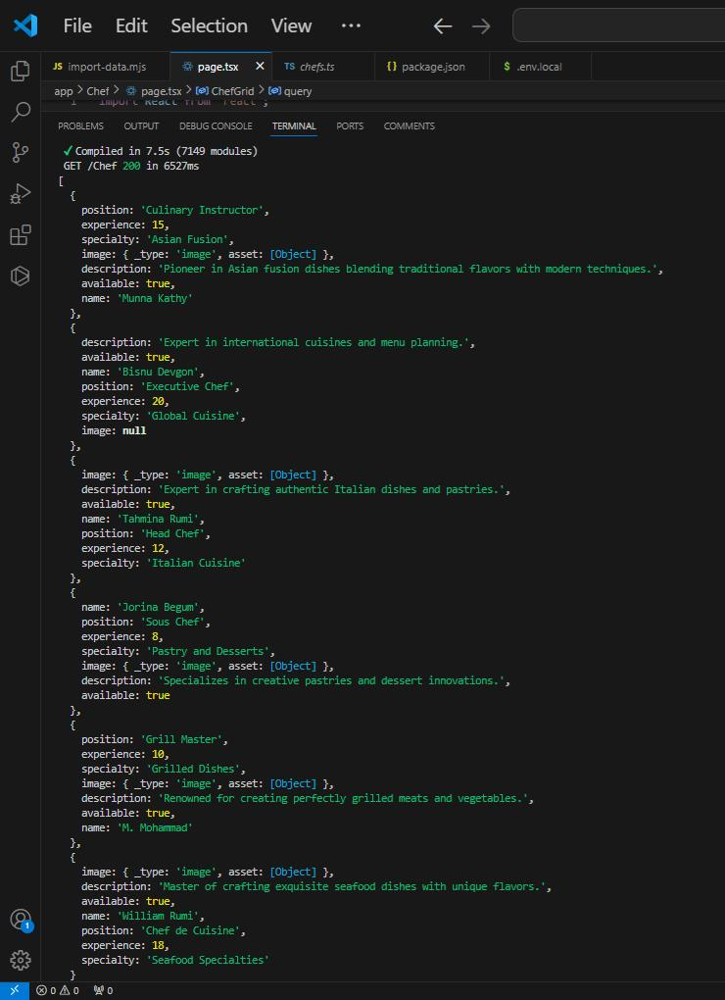 File Edit Selection View ··· ← →
JS import-data.mjs page.tsx × TS chefs.ts {} package.json $ .env.local
app > Chef > page.tsx > ChefGrid > query
1 import React from 'react';
PROBLEMS OUTPUT DEBUG CONSOLE TERMINAL PORTS COMMENTS
✓ Compiled in 7.5s (7149 modules)
GET /Chef 200 in 6527ms
[
{
position: 'Culinary Instructor',
experience: 15,
specialty: 'Asian Fusion',
image: { _type: 'image', asset: [Object] },
description: 'Pioneer in Asian fusion dishes blending traditional flavors with modern techniques.',
available: true,
name: 'Munna Kathy'
},
{
description: 'Expert in international cuisines and menu planning.',
available: true,
name: 'Bisnu Devgon',
position: 'Executive Chef',
experience: 20,
specialty: 'Global Cuisine',
image: null
},
{
image: { _type: 'image', asset: [Object] },
description: 'Expert in crafting authentic Italian dishes and pastries.',
available: true,
name: 'Tahmina Rumi',
position: 'Head Chef',
experience: 12,
specialty: 'Italian Cuisine'
},
{
name: 'Jorina Begum',
position: 'Sous Chef',
experience: 8,
specialty: 'Pastry and Desserts',
image: { _type: 'image', asset: [Object] },
description: 'Specializes in creative pastries and dessert innovations.',
available: true
},
{
position: 'Grill Master',
experience: 10,
specialty: 'Grilled Dishes',
image: { _type: 'image', asset: [Object] },
description: 'Renowned for creating perfectly grilled meats and vegetables.',
available: true,
name: 'M. Mohammad'
},
{
image: { _type: 'image', asset: [Object] },
description: 'Master of crafting exquisite seafood dishes with unique flavors.',
available: true,
name: 'William Rumi',
position: 'Chef de Cuisine',
experience: 18,
specialty: 'Seafood Specialties'
}
1
0 0 0